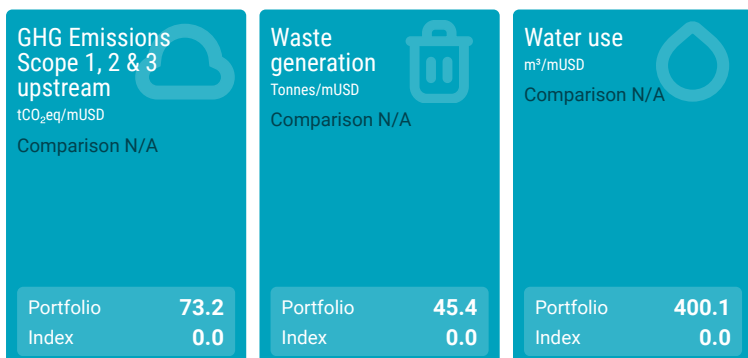 GHG Emissions
Scope 1, 2 & 3
upstream
tCO₂eq/mUSD
Comparison N/A
Portfolio 73.2
Index 0.0
Waste
generation
Tonnes/mUSD
Comparison N/A
Portfolio 45.4
Index 0.0
Water use
m³/mUSD
Comparison N/A
Portfolio 400.1
Index 0.0